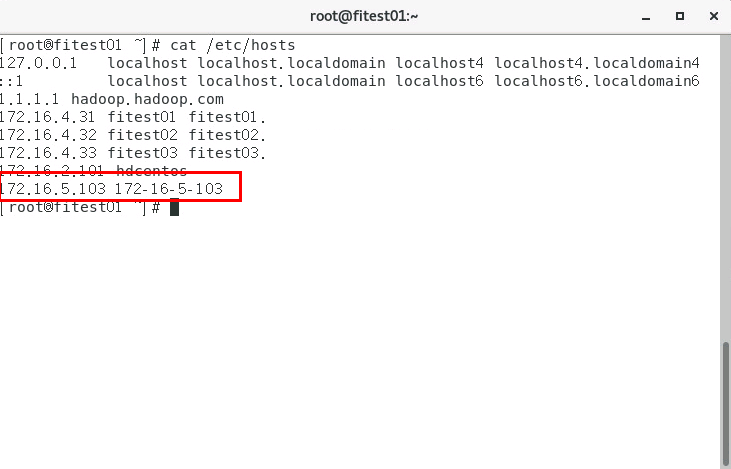 root@fitest01:~
[root@fitest01 ~]# cat /etc/hosts
127.0.0.1   localhost localhost.localdomain localhost4 localhost4.localdomain4
::1         localhost localhost.localdomain localhost6 localhost6.localdomain6
1.1.1.1 hadoop.hadoop.com
172.16.4.31 fitest01 fitest01.
172.16.4.32 fitest02 fitest02.
172.16.4.33 fitest03 fitest03.
172.16.2.101 hdcentos
172.16.5.103 172-16-5-103
[root@fitest01 ~]#